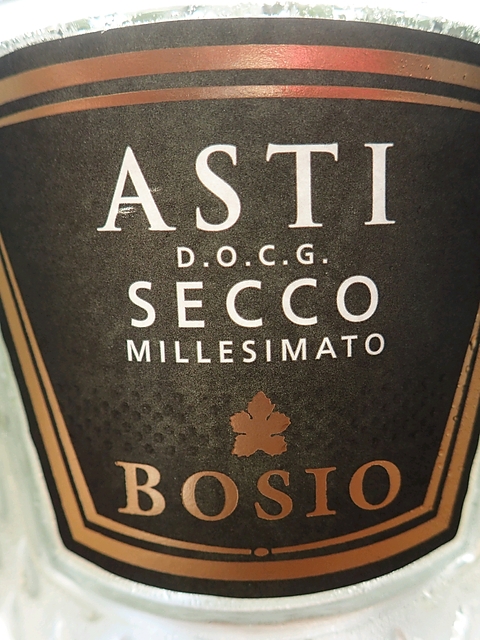 ASTI
D.O.C.G.
SECCO
MILLESIMATO
BOSIO